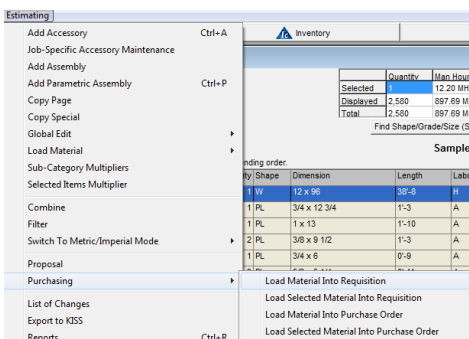 Estimating
Add Accessory Ctrl+A
Job-Specific Accessory Maintenance
Add Assembly
Add Parametric Assembly Ctrl+P
Copy Page
Copy Special
Global Edit
Load Material
Sub-Category Multipliers
Selected Items Multiplier
Combine
Filter
Switch To Metric/Imperial Mode
Proposal
Purchasing
List of Changes
Export to KISS
Reports Ctrl+R
Inventory
Quantity Man Hour
Selected 1 12.20 MH
Displayed 2,580 897.69 M
Total 2,580 897.69 M
Find Shape/Grade/Size (S
Sample
nding order.
ty Shape Dimension Length Labo
1 W 12 x 96 38'-8 H
1 PL 3/4 x 12 3/4 1'-3 A
1 PL 1 x 13 1'-10 A
2 PL 3/8 x 9 1/2 1'-3 A
1 PL 3/4 x 6 0'-9 A
Load Material Into Requisition
Load Selected Material Into Requisition
Load Material Into Purchase Order
Load Selected Material Into Purchase Order